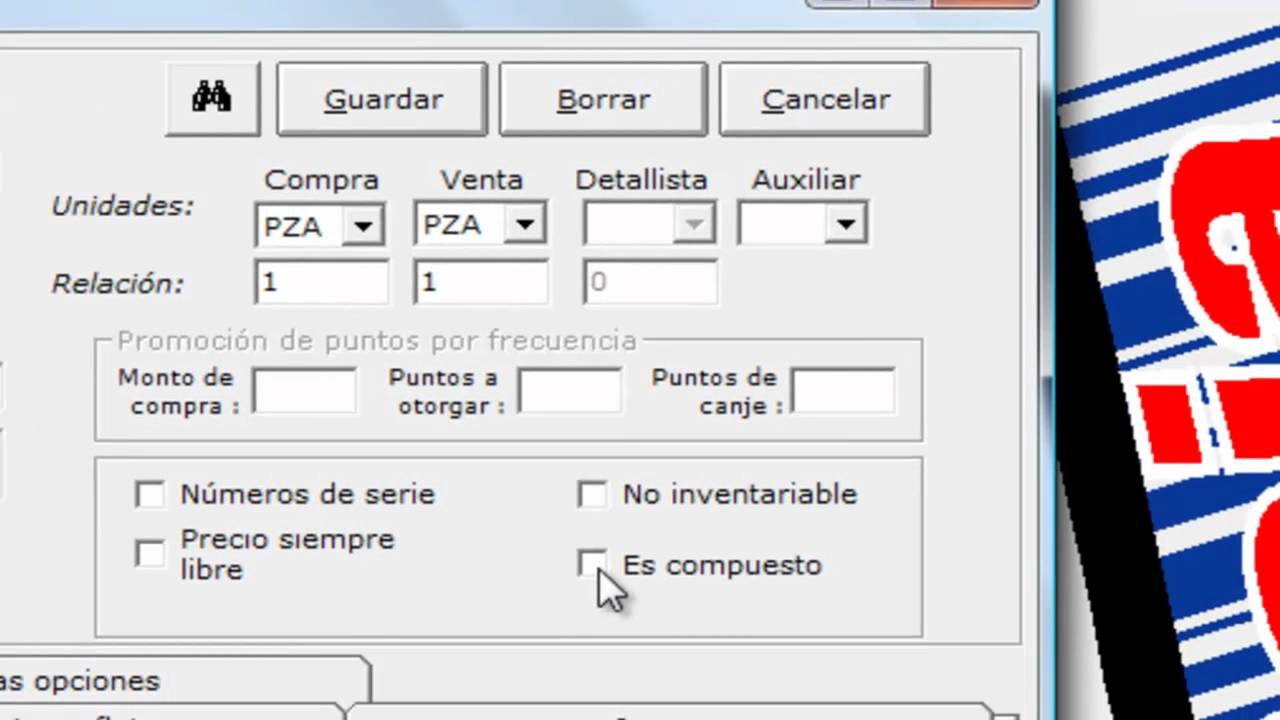 Guardar Borrar Cancelar
Compra Venta Detallista Auxiliar
Unidades: PZA PZA
Relación: 1 1 0
Promoción de puntos por frecuencia
Monto de Puntos a Puntos de
compra : otorgar : canje :
Números de serie No inventariable
Precio siempre
libre
Es compuesto
as opciones